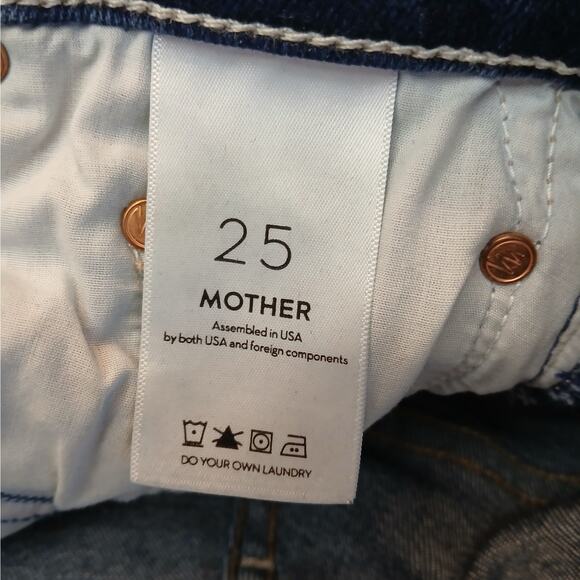 25
MOTHER
Assembled in USA
by both USA and foreign components
DO YOUR OWN LAUNDRY